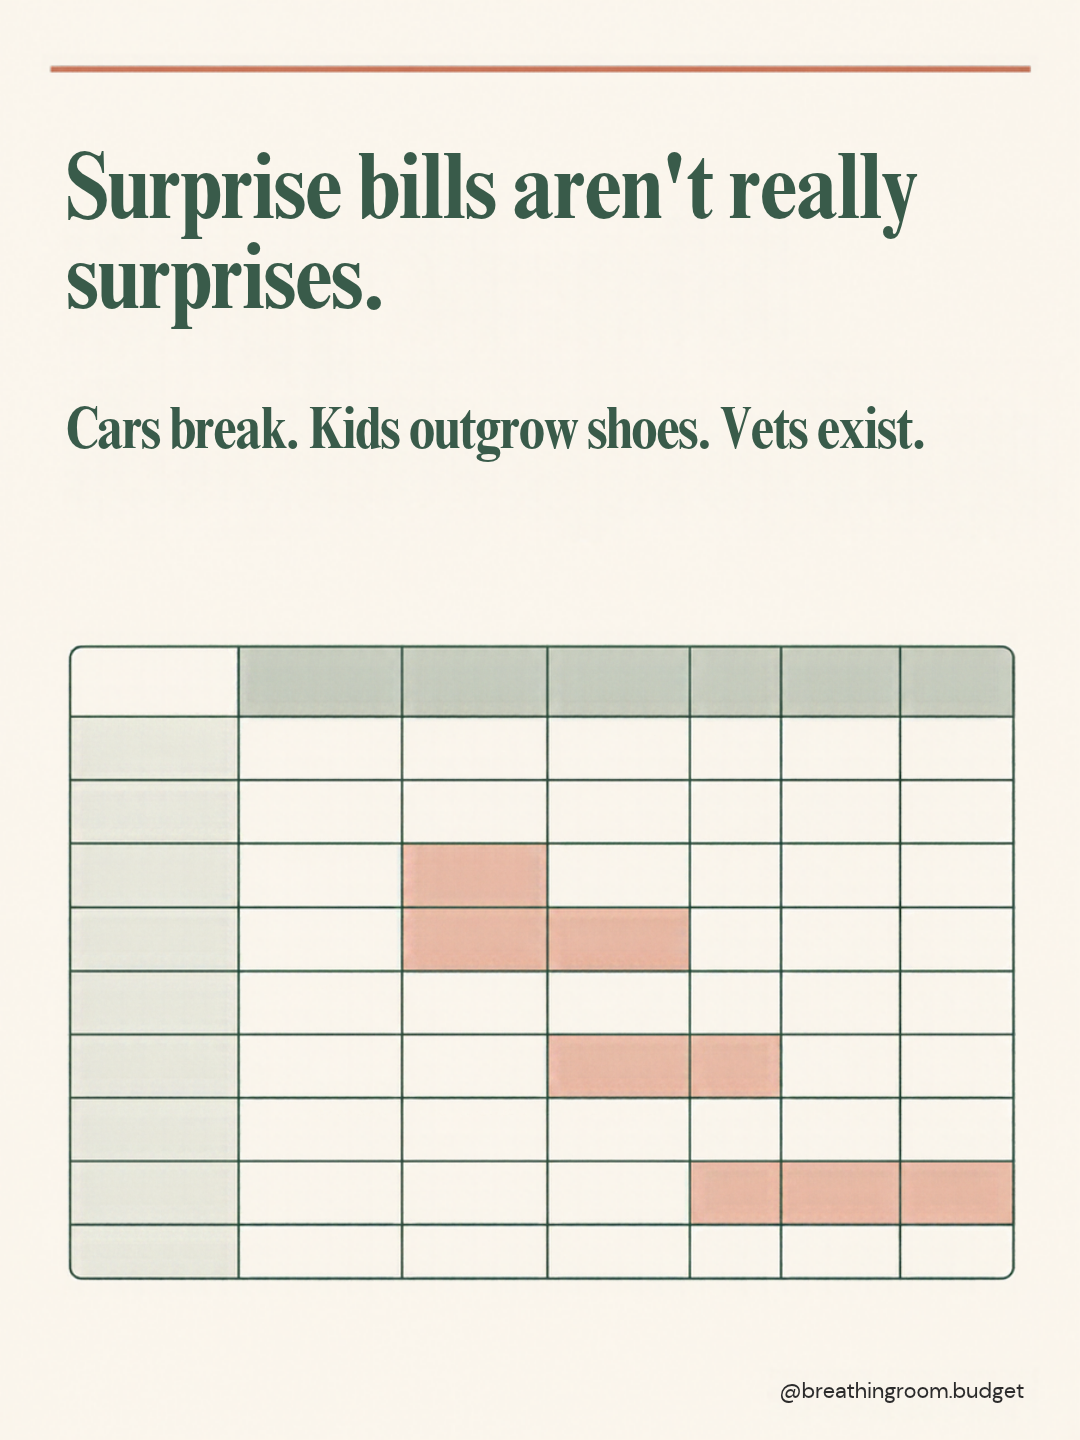 Surprise bills aren't really
surprises.
Cars break. Kids outgrow shoes. Vets exist.
@breathingroom.budget